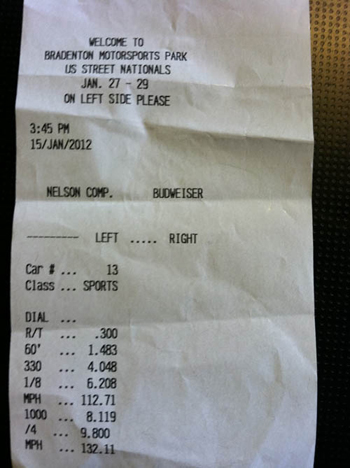 WELCOME TO
BRADENTON MOTORSPORTS PARK
US STREET NATIONALS
JAN. 27 - 29
ON LEFT SIDE PLEASE
3:45 PM
15/JAN/2012
NELSON COMP. BUDWEISER
--------- LEFT ..... RIGHT
Car # ... 13
Class ... SPORTS
DIAL ...
R/T ... .300
60' ... 1.483
330 ... 4.048
1/8 ... 6.208
MPH ... 112.71
1000 ... 8.119
/4 ... 9.800
MPH ... 132.11